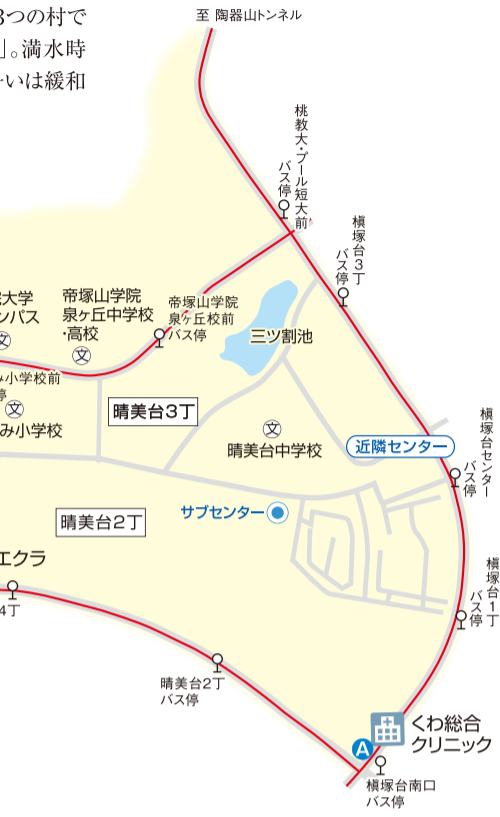 3つの村で
」。満水時
いは緩和
至 陶器山トンネル
桃教大・プール短大前
バス停
槇塚台3丁
バス停
大学
ンパス
帝塚山学院
泉ヶ丘中学校
・高校
帝塚山学院
泉ヶ丘校前
バス停
三ツ割池
み小学校前
停
文
文
文
み小学校
晴美台3丁
晴美台中学校
近隣センター
槇塚台センター
バス停
サブセンター
晴美台2丁
エクラ
4丁
槇塚台1丁
バス停
晴美台2丁
バス停
A
くわ総合
クリニック
槇塚台南口
バス停